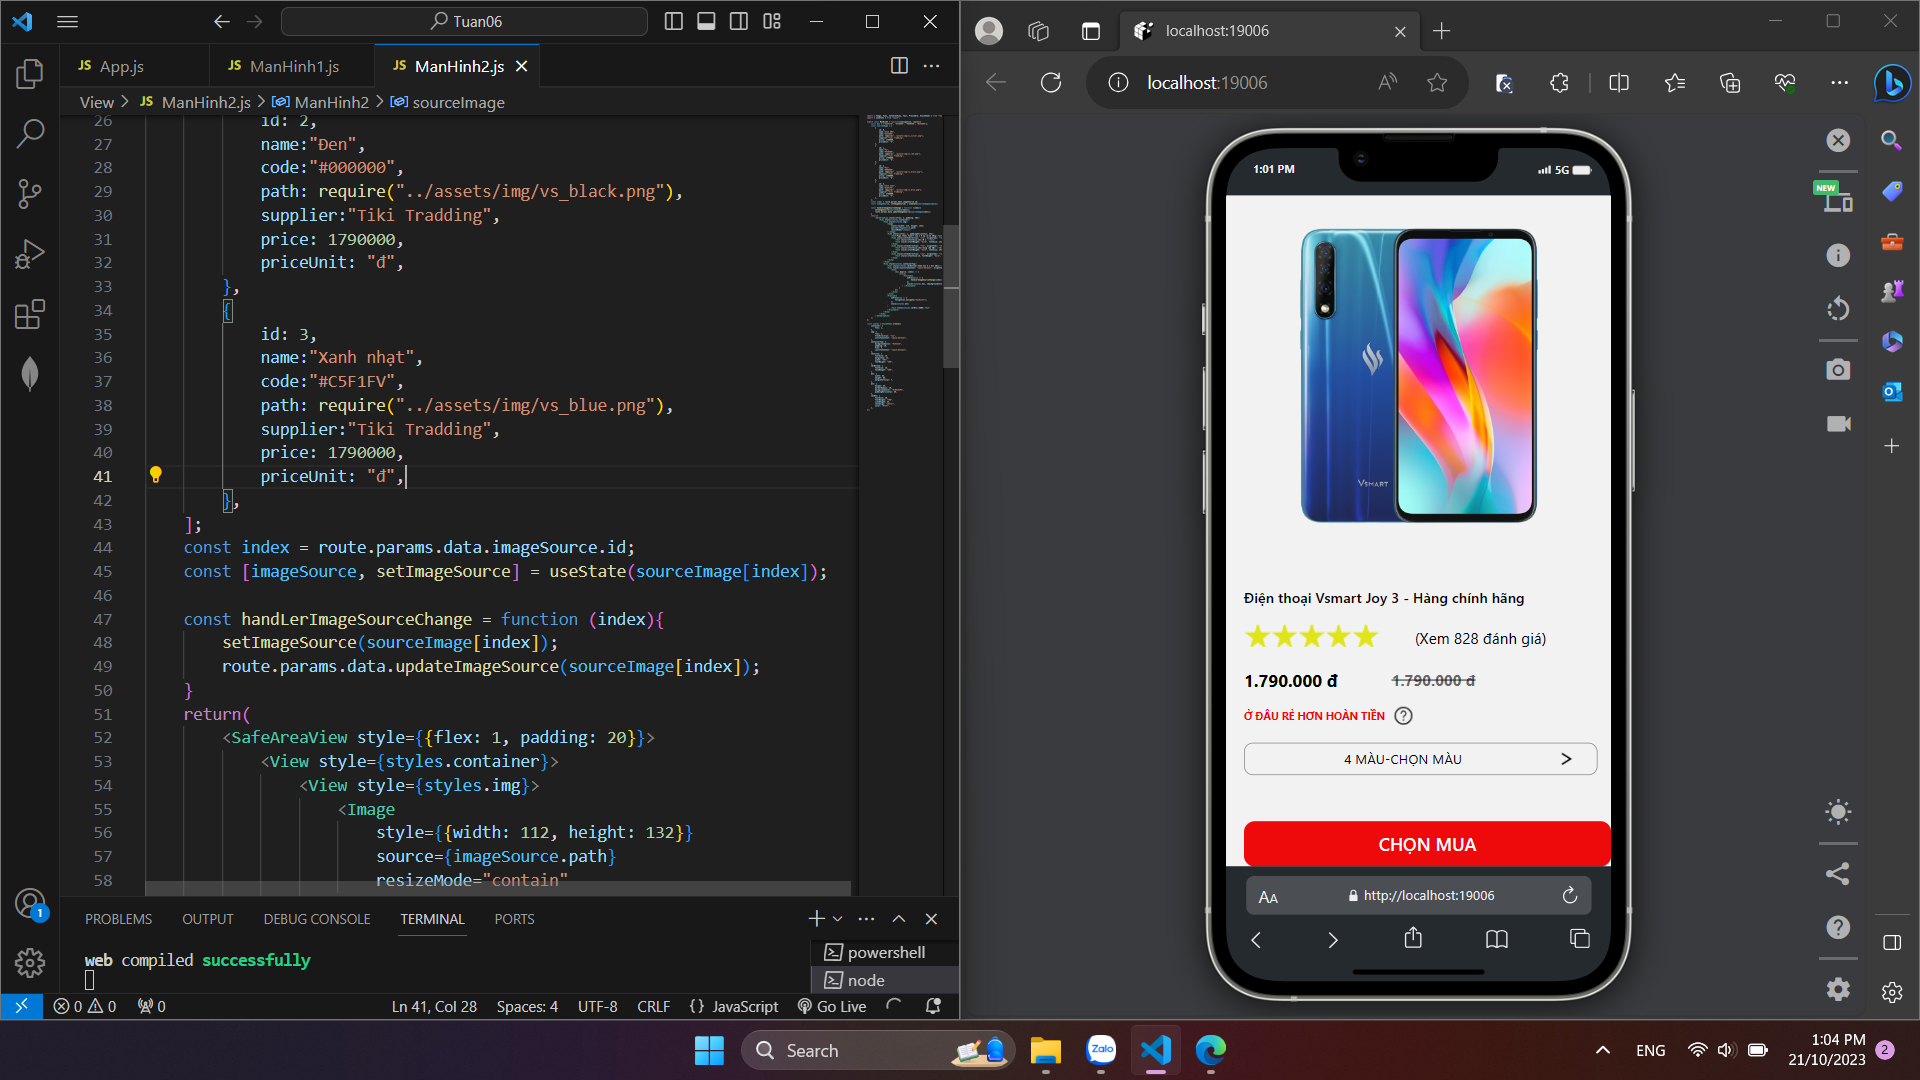 Tuan06
JS App.js
JS ManHinh1.js
JS ManHinh2.js
View > JS ManHinh2.js > ManHinh2 > sourceImage
26 id: 2,
27 name:"Đen",
28 code:"#000000",
29 path: require("../assets/img/vs_black.png"),
30 supplier:"Tiki Tradding",
31 price: 1790000,
32 priceUnit: "đ",
33 },
34 {
35 id: 3,
36 name:"Xanh nhạt",
37 code:"#C5F1FV",
38 path: require("../assets/img/vs_blue.png"),
39 supplier:"Tiki Tradding",
40 price: 1790000,
41 priceUnit: "đ",
42 },
43 ];
44 const index = route.params.data.imageSource.id;
45 const [imageSource, setImageSource] = useState(sourceImage[index]);
46
47 const handLerImageSourceChange = function (index){
48 setImageSource(sourceImage[index]);
49 route.params.data.updateImageSource(sourceImage[index]);
50 }
51 return(
52 <SafeAreaView style={{flex: 1, padding: 20}}>
53 <View style={styles.container}>
54 <View style={styles.img}>
55 <Image
56 style={{width: 112, height: 132}}
57 source={imageSource.path}
58 resizeMode="contain"
PROBLEMS OUTPUT DEBUG CONSOLE TERMINAL PORTS
web compiled successfully
powershell
node
1
0 0 0 Ln 41, Col 28 Spaces: 4 UTF-8 CRLF {} JavaScript Go Live
localhost:19006
localhost:19006
NEW
1:01 PM 5G
VSMART
Điện thoại Vsmart Joy 3 - Hàng chính hãng
(Xem 828 đánh giá)
1.790.000 đ 1.790.000 đ
Ở ĐÂU RẺ HƠN HOÀN TIỀN ?
4 MÀU-CHỌN MÀU >
CHỌN MUA
AA http://localhost:19006
Search
Zalo
ENG
1:04 PM
21/10/2023
2